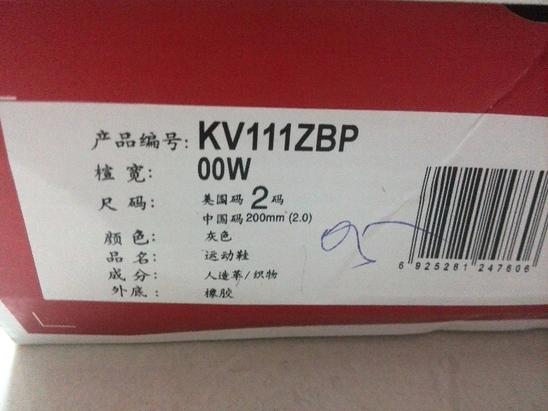 产品编号: KV111ZBP
楦 宽: 00W
尺 码: 美国码 2 码
中国码 200mm (2.0)
颜 色: 灰色
品 名: 运动鞋
成 分: 人造革/织物
外 底: 橡胶
6 925281 247606